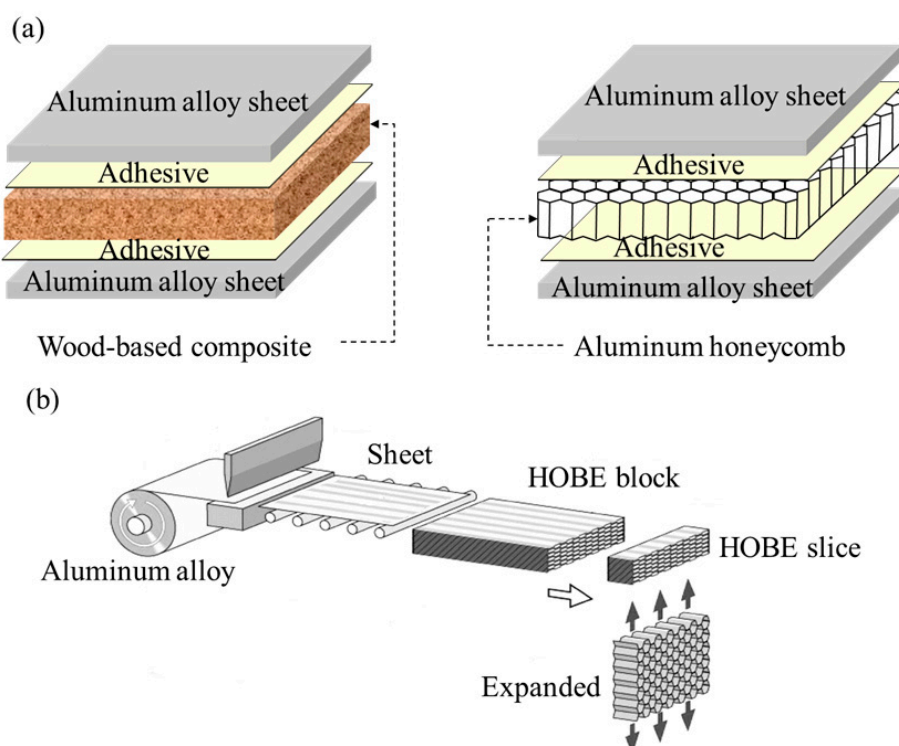 (a)
Aluminum alloy sheet
Adhesive
Adhesive
Aluminum alloy sheet
Wood-based composite
Aluminum alloy sheet
Adhesive
Adhesive
Aluminum alloy sheet
Aluminum honeycomb
(b)
Sheet
HOBE block
HOBE slice
Aluminum alloy
Expanded